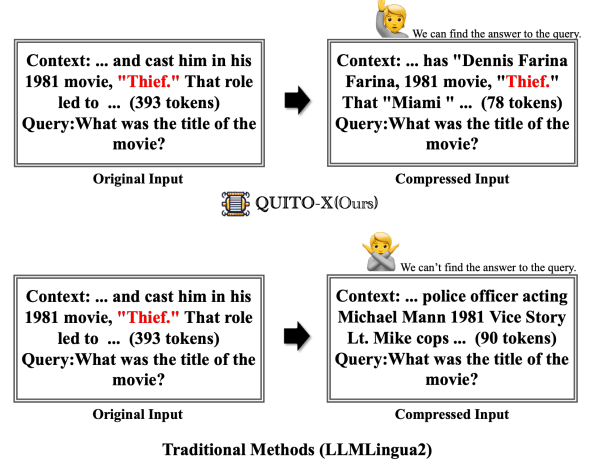 We can find the answer to the query.
Context: ... and cast him in his
1981 movie, "Thief." That role
led to ... (393 tokens)
Query:What was the title of the
movie?
Original Input
Context: ... has "Dennis Farina
Farina, 1981 movie, "Thief."
That "Miami " ... (78 tokens)
Query:What was the title of the
movie?
Compressed Input
QUITO-X(Ours)
We can't find the answer to the query.
Context: ... and cast him in his
1981 movie, "Thief." That role
led to ... (393 tokens)
Query:What was the title of the
movie?
Original Input
Context: ... police officer acting
Michael Mann 1981 Vice Story
Lt. Mike cops ... (90 tokens)
Query:What was the title of the
movie?
Compressed Input
Traditional Methods (LLMLingua2)